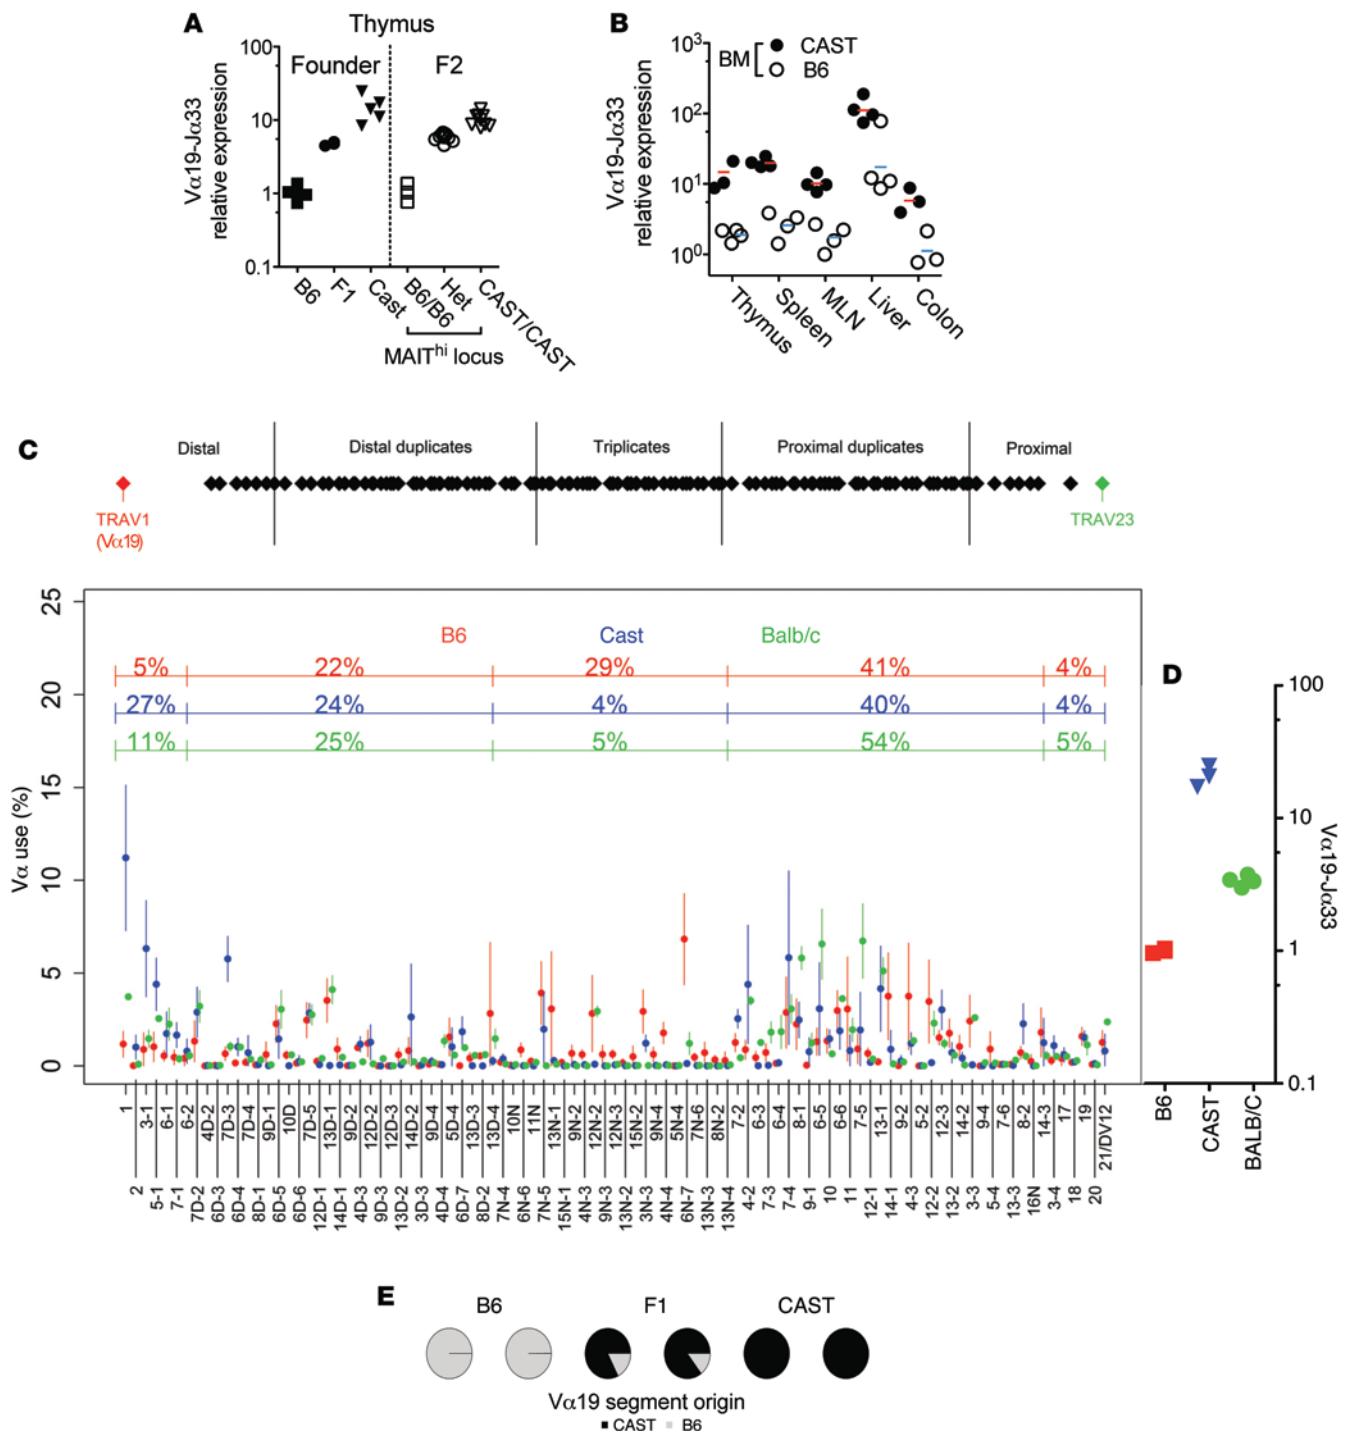 A
Thymus
Founder
F2
Vα19-Jα33
relative expression
100
10
1
0.1
B6
F1
Cast
B6/B6
Het
CAST/CAST
MAIThi locus
B
BM
CAST
B6
Vα19-Jα33
relative expression
103
102
101
100
Thymus
Spleen
MLN
Liver
Colon
C
Distal
Distal duplicates
Triplicates
Proximal duplicates
Proximal
TRAV1
(Vα19)
TRAV23
Vα use (%)
25
20
15
10
5
0
B6
Cast
Balb/c
5% 22% 29% 41% 4%
27% 24% 4% 40% 4%
11% 25% 5% 54% 5%
1 3-1 6-1 6-2 4D-2 7D-3 7D-4 9D-1 10D 7D-5 13D-1 9D-2 12D-2 12D-3 14D-2 9D-4 5D-4 13D-3 13D-4 10N 11N 13N-1 9N-2 12N-2 12N-3 15N-2 9N-4 5N-4 7N-6 8N-2 7-2 6-3 6-4 8-1 6-5 6-6 7-5 13-1 9-2 5-2 12-3 14-2 9-4 7-6 8-2 14-3 17 19 21/DV12
2 5-1 7-1 7D-2 6D-3 6D-4 8D-1 6D-5 6D-6 12D-1 14D-1 4D-3 9D-3 13D-2 3D-3 4D-4 6D-7 8D-2 7N-4 6N-6 7N-5 15N-1 4N-3 9N-3 13N-2 3N-3 4N-4 6N-7 13N-3 13N-4 4-2 7-3 7-4 9-1 10 11 12-1 14-1 4-3 12-2 13-2 3-3 5-4 13-3 16N 3-4 18 20
D
100
10
1
0.1
Vα19-Jα33
B6
CAST
BALB/C
E
B6
F1
CAST
Vα19 segment origin
CAST B6